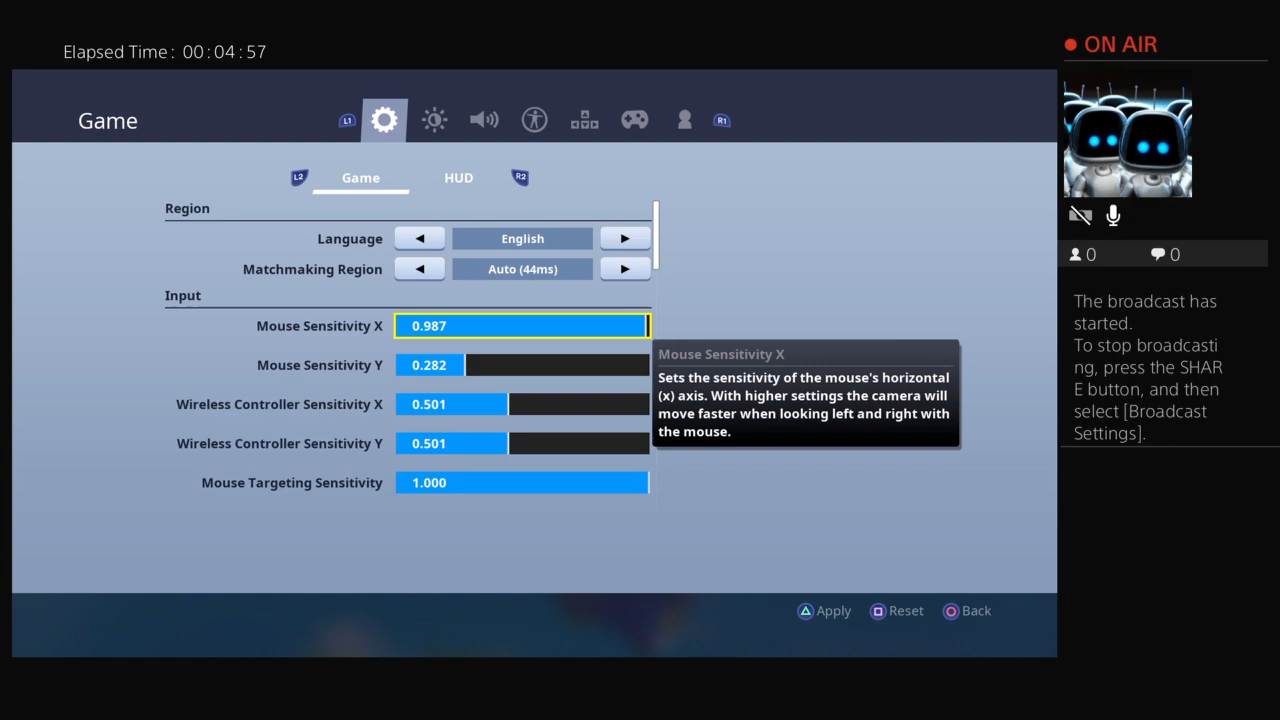 Elapsed Time: 00:04:57
ON AIR
Game
L1
R1
L2
Game
HUD
R2
Region
Language
English
Matchmaking Region
Auto (44ms)
Input
Mouse Sensitivity X
0.987
Mouse Sensitivity Y
0.282
Wireless Controller Sensitivity X
0.501
Wireless Controller Sensitivity Y
0.501
Mouse Targeting Sensitivity
1.000
Mouse Sensitivity X
Sets the sensitivity of the mouse's horizontal
(x) axis. With higher settings the camera will
move faster when looking left and right with
the mouse.
Apply
Reset
Back
0
0
The broadcast has
started.
To stop broadcasti
ng, press the SHAR
E button, and then
select [Broadcast
Settings].